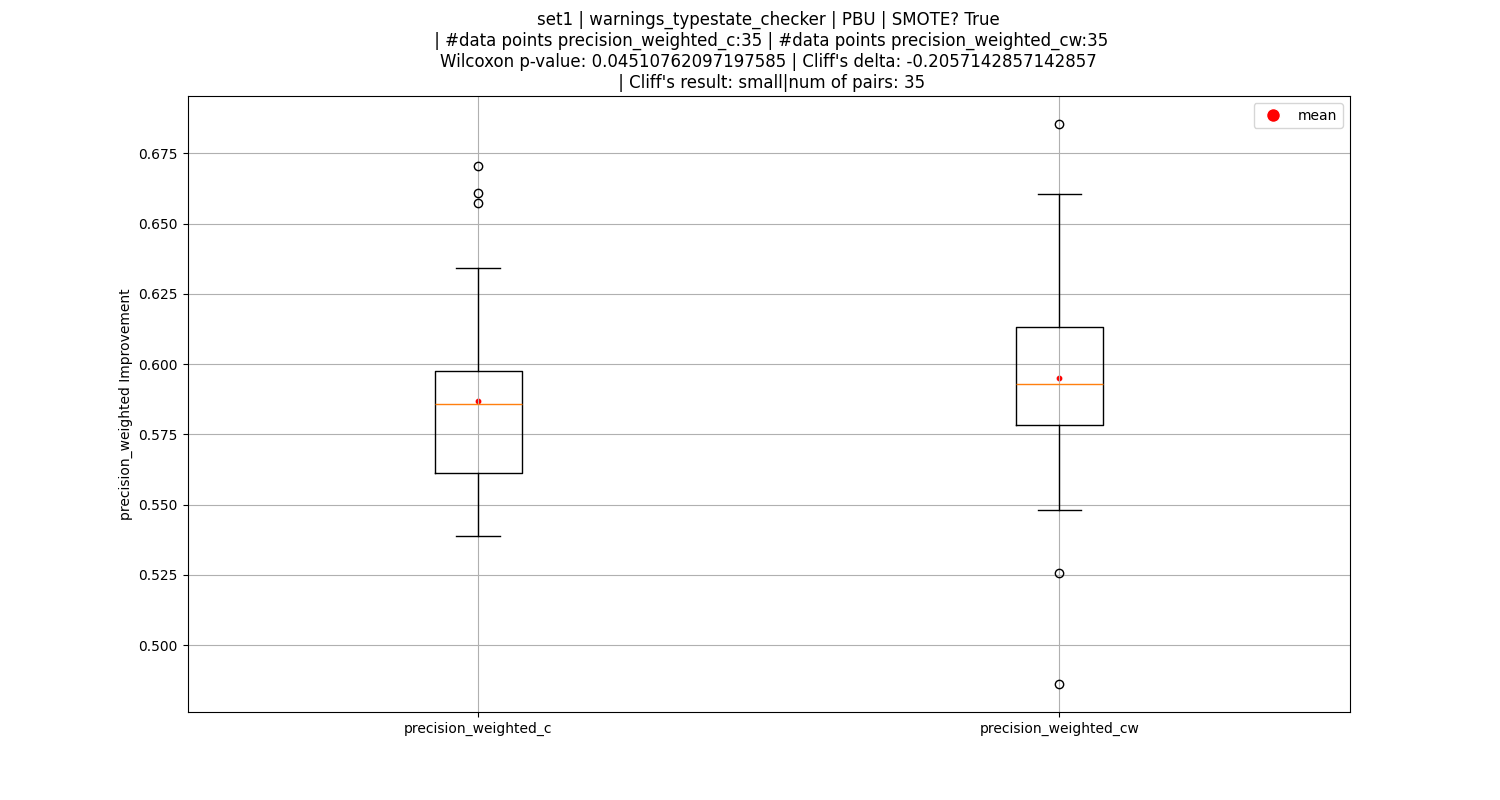 set1 | warnings_typestate_checker | PBU | SMOTE? True
| #data points precision_weighted_c:35 | #data points precision_weighted_cw:35
Wilcoxon p-value: 0.04510762097197585 | Cliff's delta: -0.2057142857142857
| Cliff's result: small|num of pairs: 35
mean
0.675
0.650
0.625
0.600
0.575
0.550
0.525
0.500
precision_weighted Improvement
precision_weighted_c
precision_weighted_cw